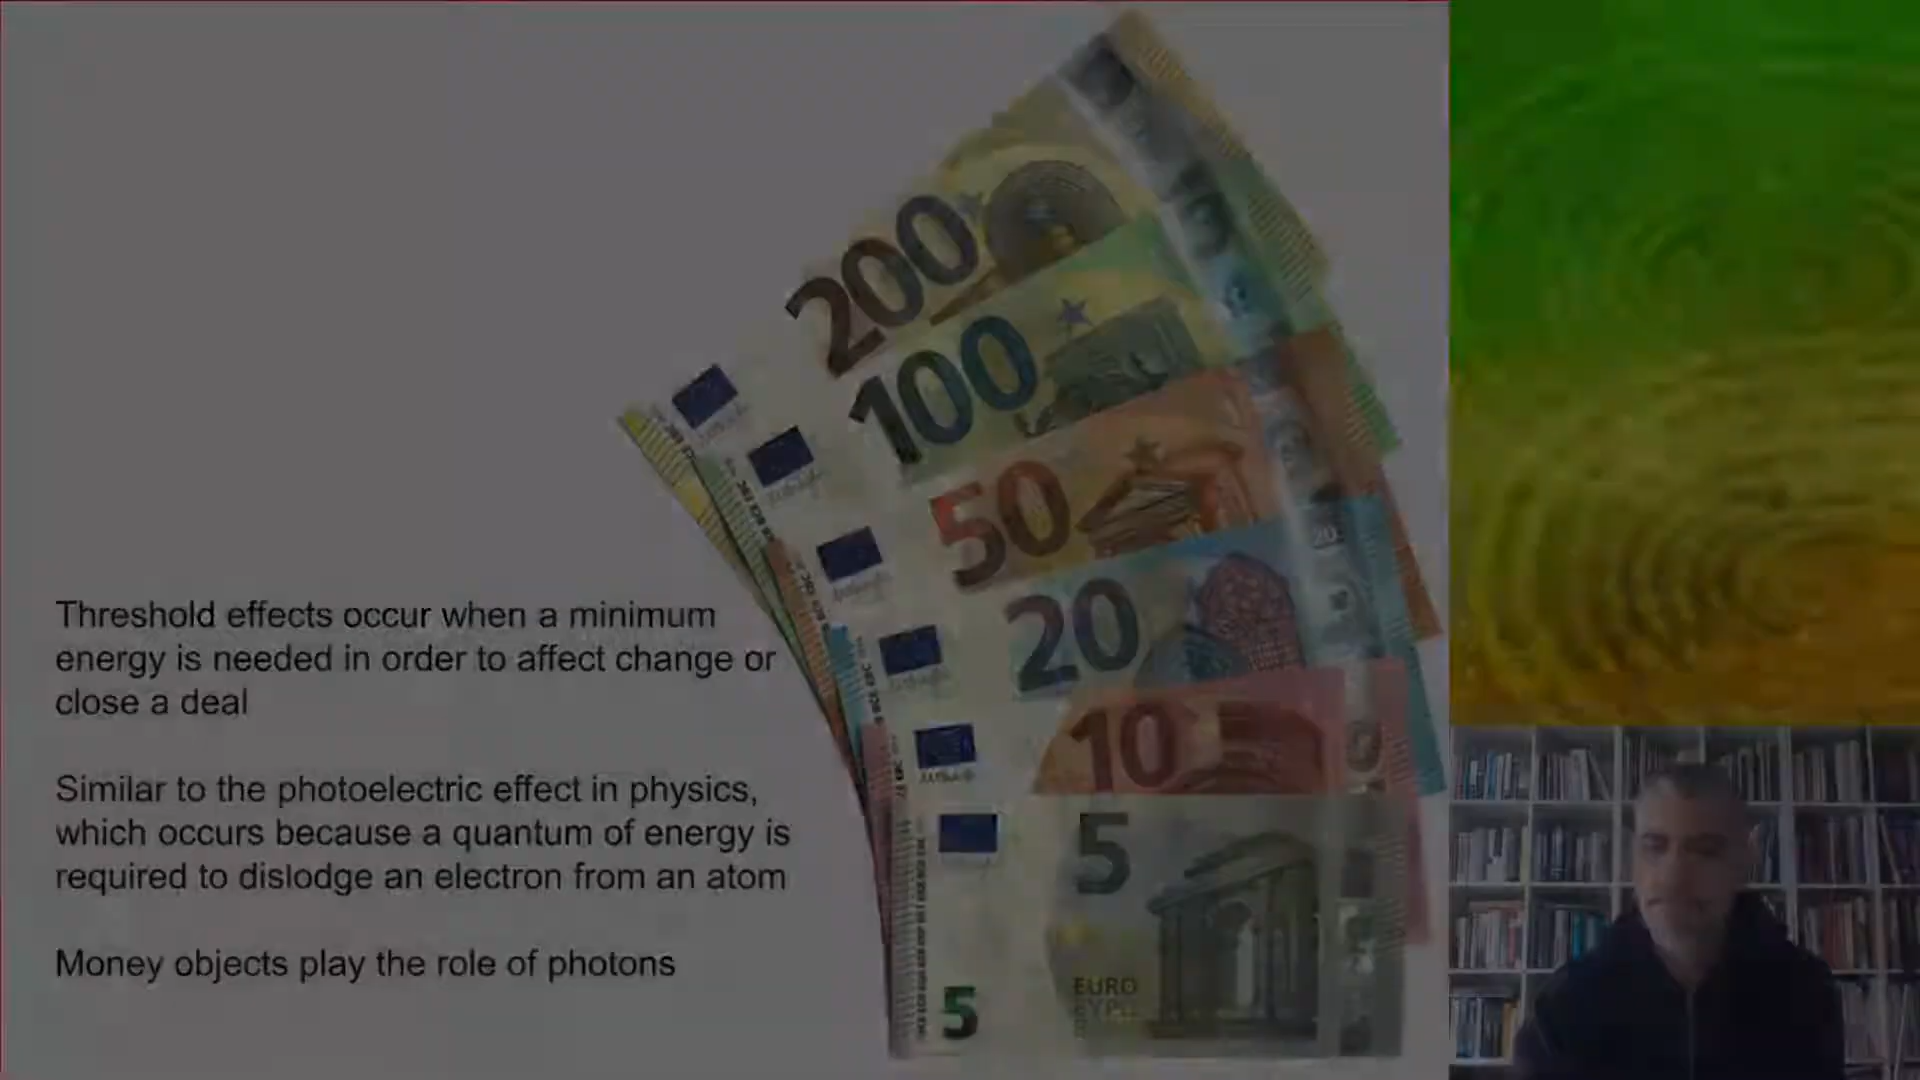 200
100
50
20
20
10
5
EURO
5
Threshold effects occur when a minimum
energy is needed in order to affect change or
close a deal
Similar to the photoelectric effect in physics,
which occurs because a quantum of energy is
required to dislodge an electron from an atom
Money objects play the role of photons